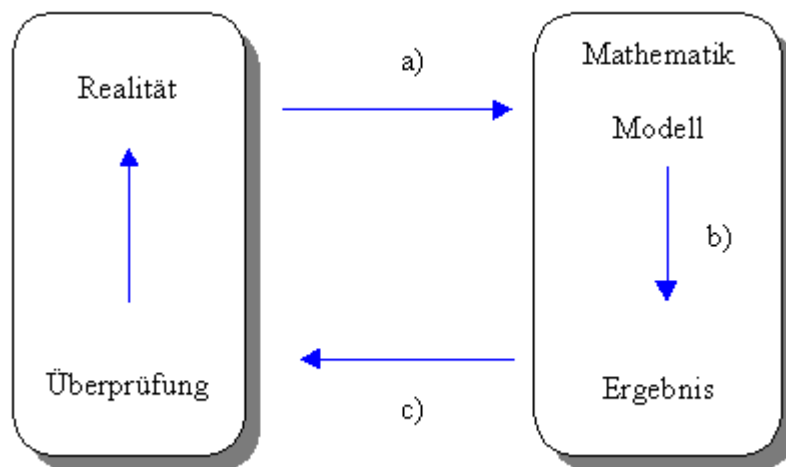 Realität
Überprüfung
a)
c)
Mathematik
Modell
b)
Ergebnis